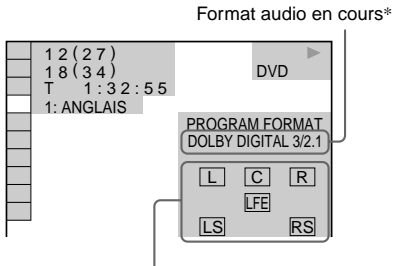 Format audio en cours*
12(27)
18(34)
DVD
T 1:32:55
1: ANGLAIS
PROGRAM FORMAT
DOLBY DIGITAL 3/2.1
L C R
LFE
LS RS